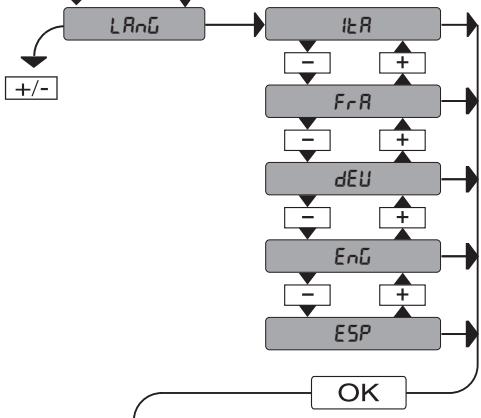 LAnG
ItA
+/-
- +
FrA
- +
dEU
- +
EnG
- +
ESP
OK